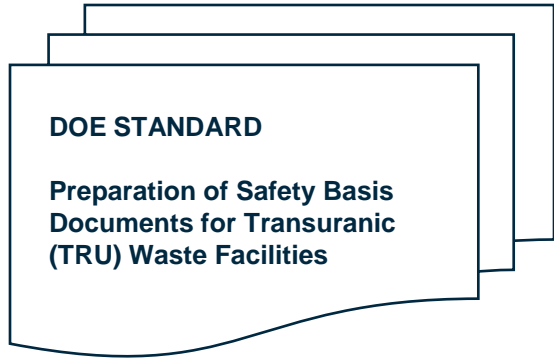 DOE STANDARD
Preparation of Safety Basis
Documents for Transuranic
(TRU) Waste Facilities